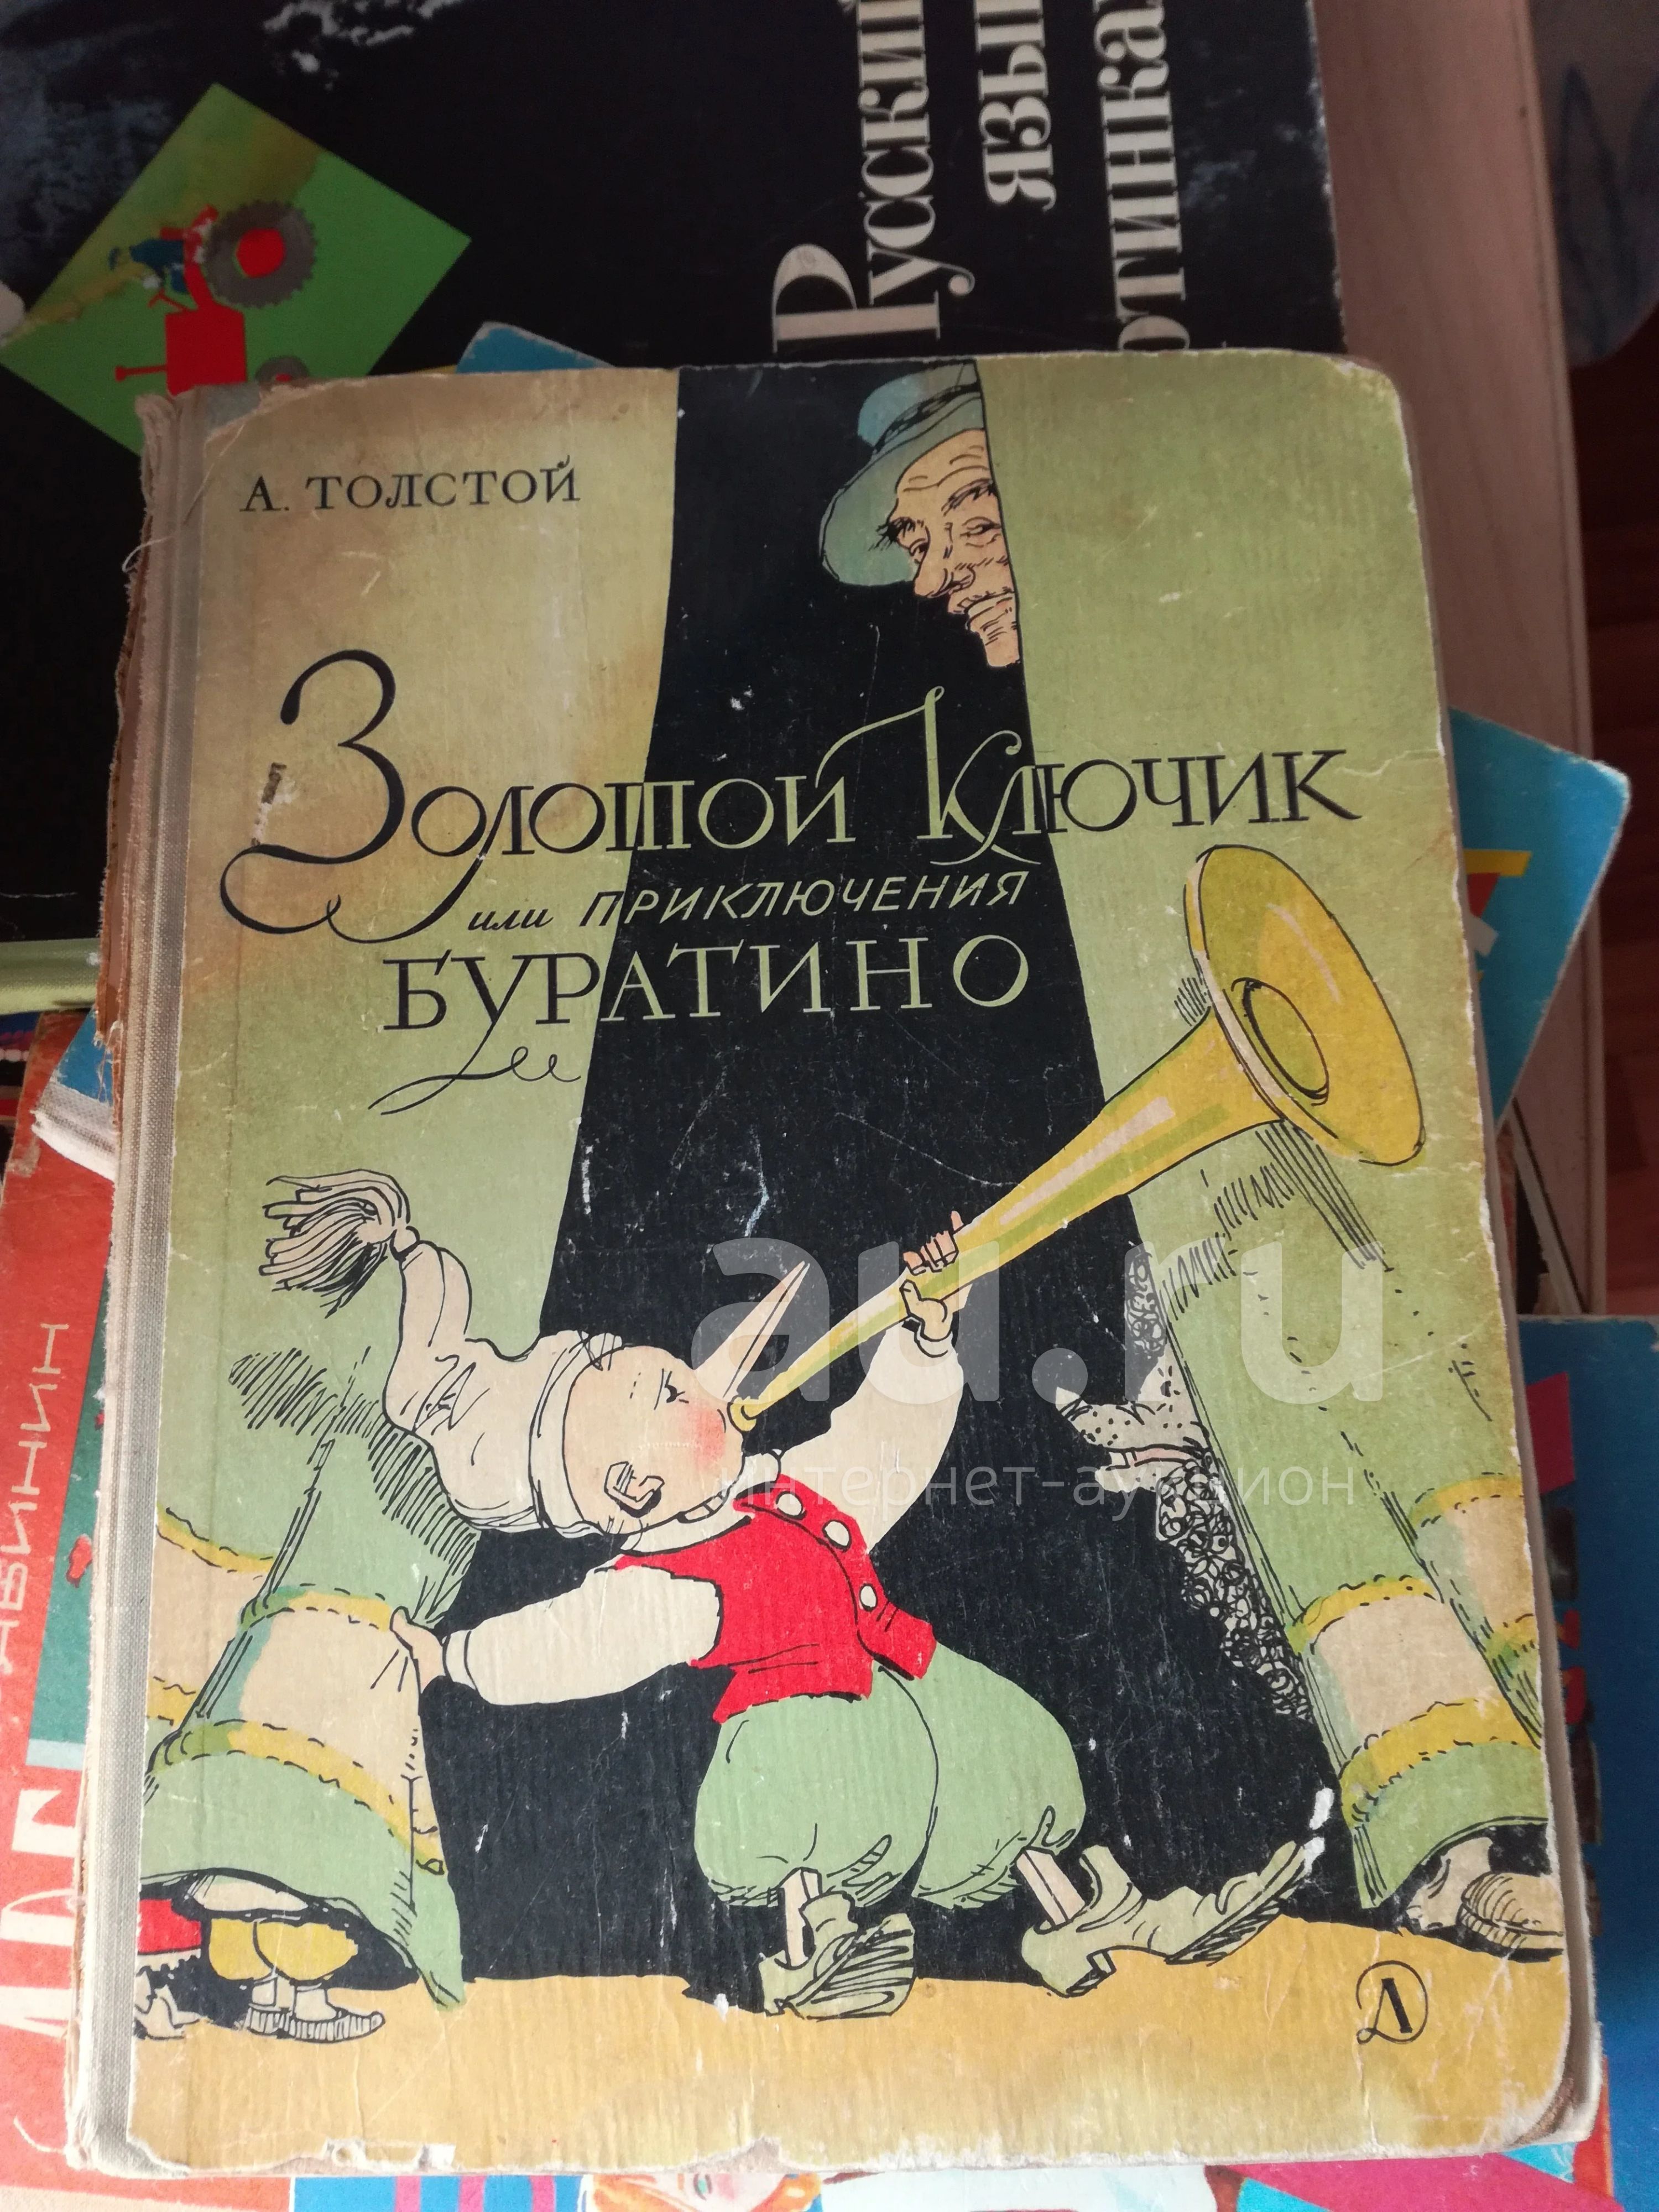 Русский
язык
А. ТОЛСТОЙ
Золотой Ключик
или ПРИКЛЮЧЕНИЯ
БУРАТИНО
au.ru
интернет-аукцион
Д